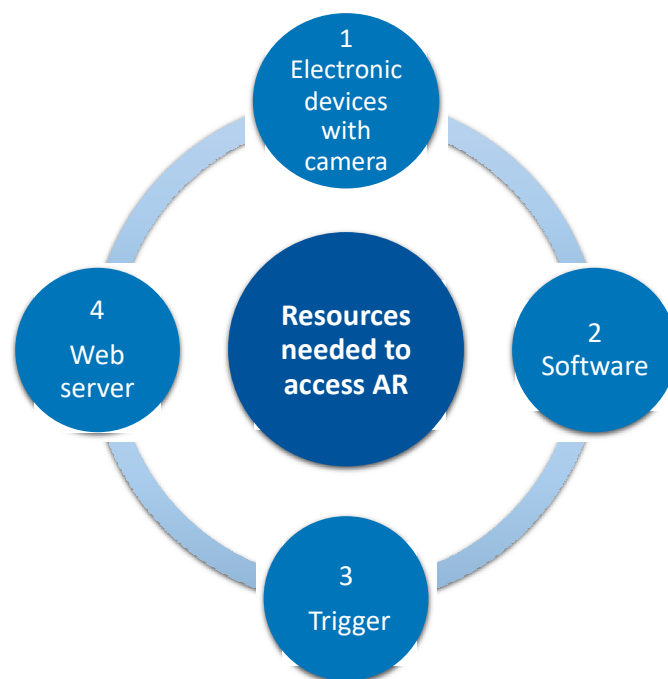 1
Electronic
devices
with
camera
4
Web
server
Resources
needed to
access AR
2
Software
3
Trigger